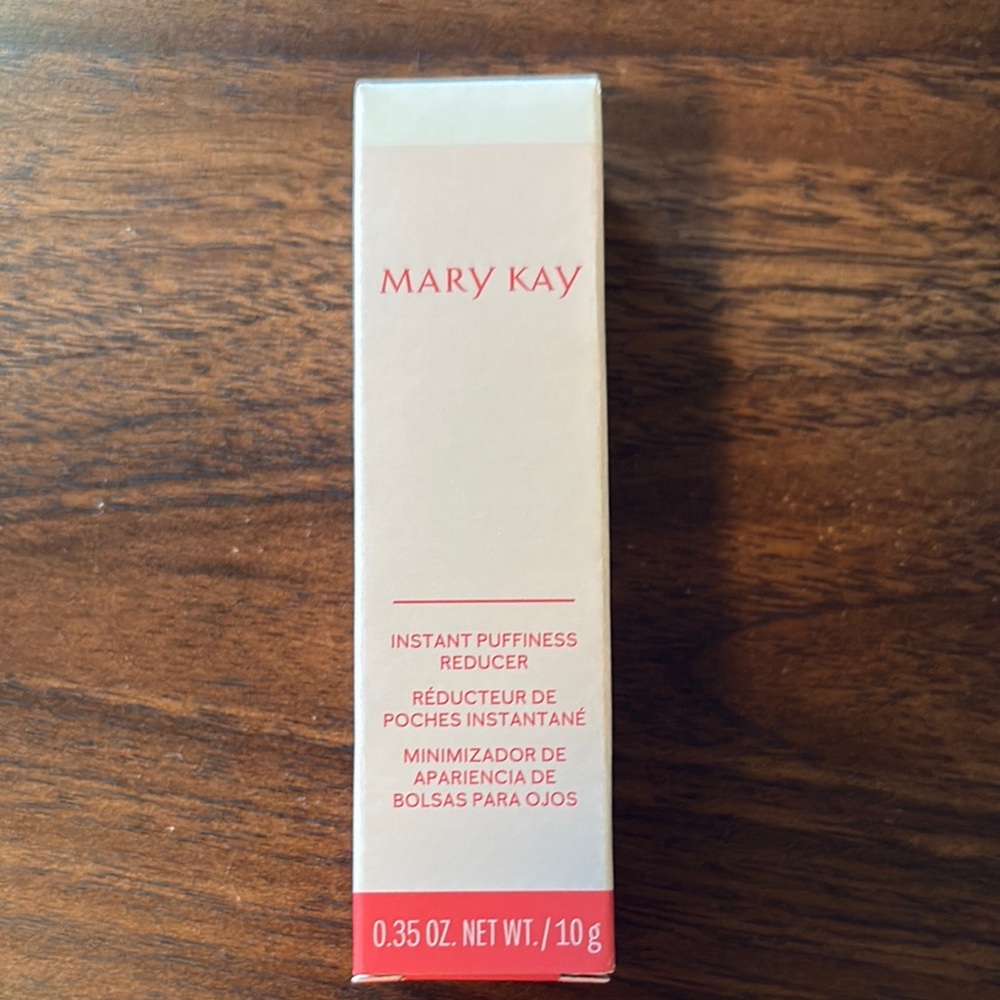 MARY KAY
INSTANT PUFFINESS
REDUCER
RÉDUCTEUR DE
POCHES INSTANTANÉ
MINIMIZADOR DE
APARIENCIA DE
BOLSAS PARA OJOS
0.35 OZ. NET WT. / 10 g